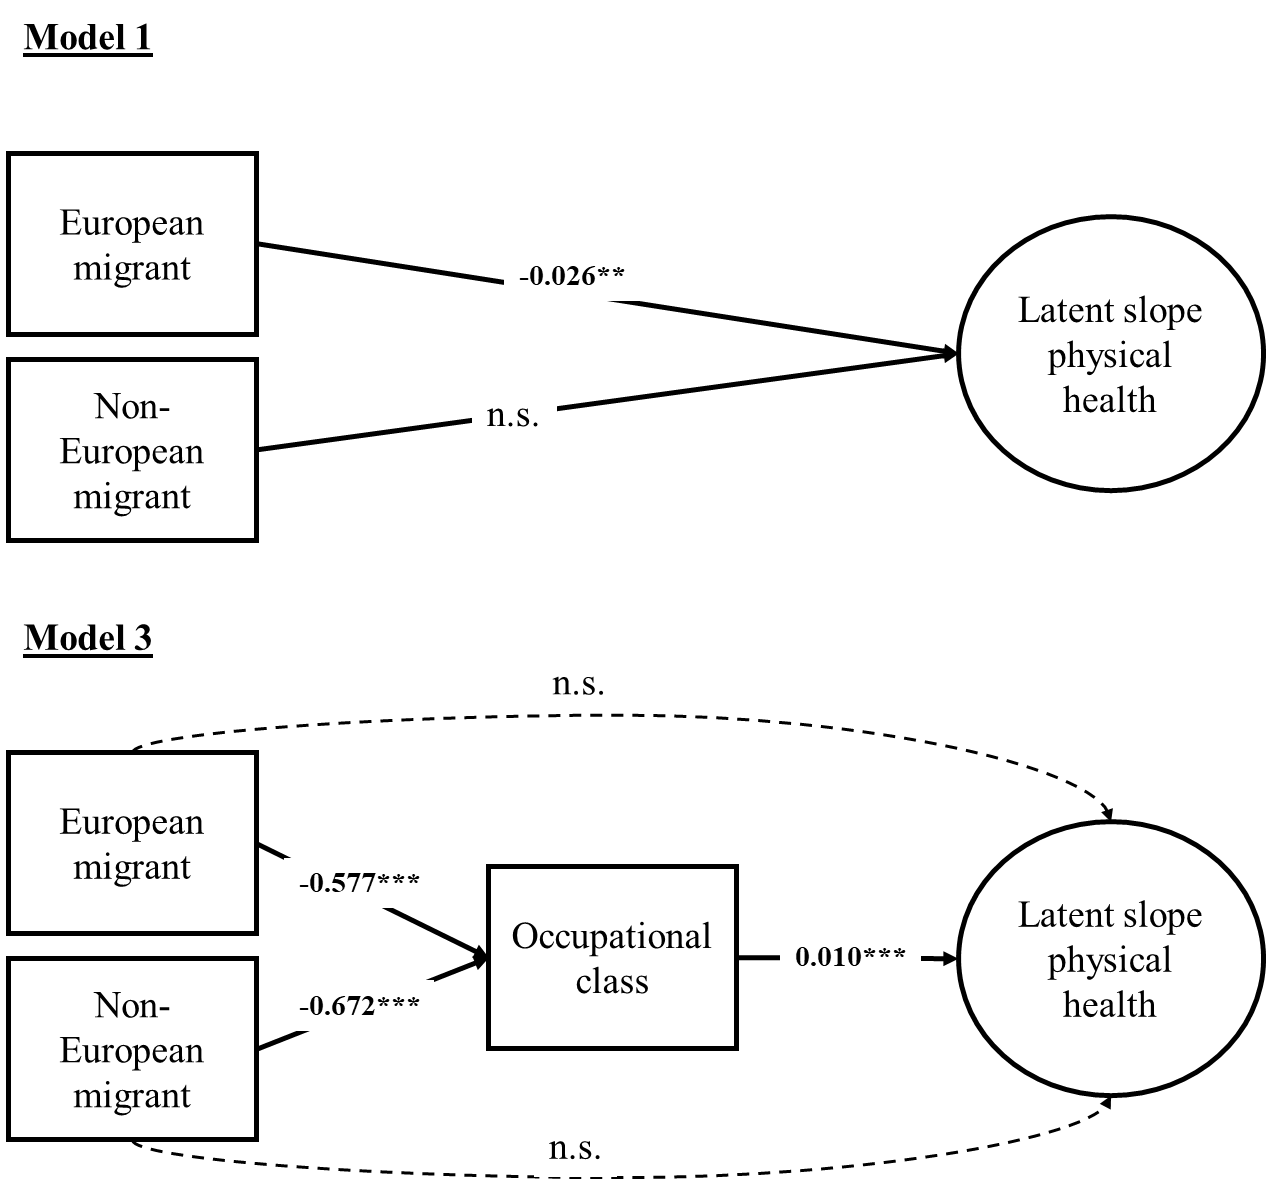 Model 1
European
migrant
-0.026**
Latent slope
physical
health
Non-
European
migrant
n.s.
Model 3
n.s.
European
migrant
-0.577***
Occupational
class
0.010***
Latent slope
physical
health
Non-
European
migrant
-0.672***
n.s.